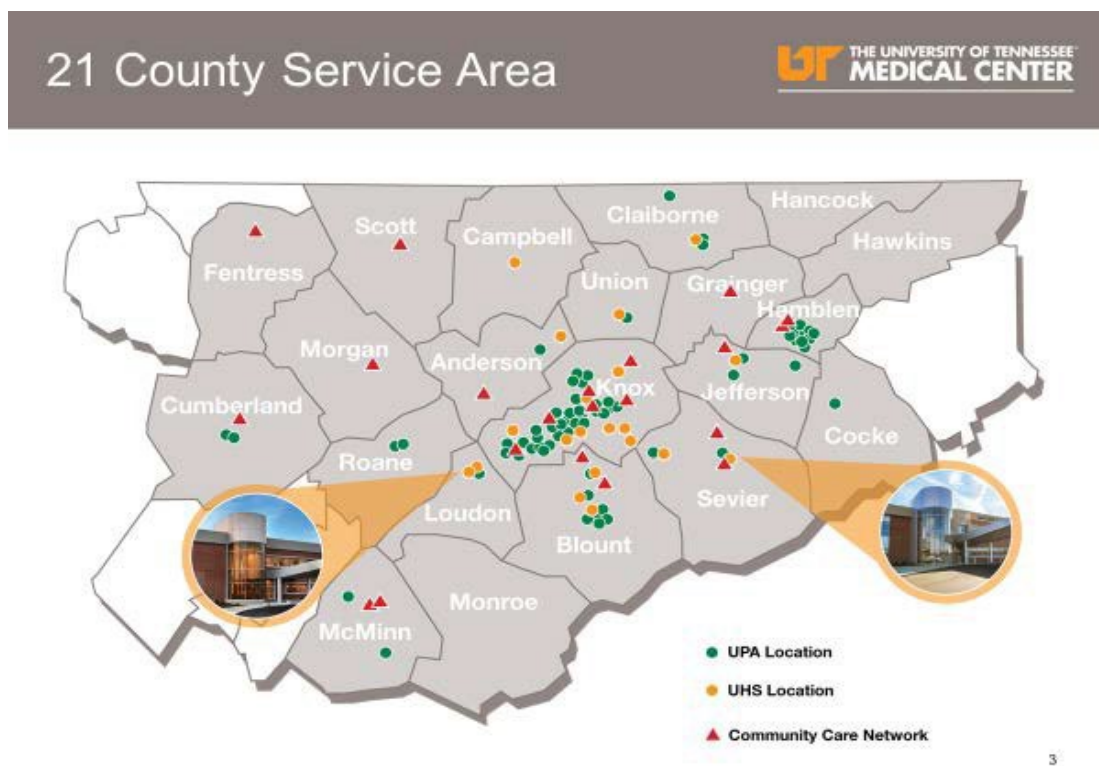 21 County Service Area
UT THE UNIVERSITY OF TENNESSEE
MEDICAL CENTER
Hancock
Claiborne
Scott
Campbell
Hawkins
Fentress
Union
Grainger
Hamblen
Morgan
Anderson
Knox
Jefferson
Cumberland
Cocke
Roane
Sevier
Loudon
Blount
Monroe
McMinn
UPA Location
UHS Location
Community Care Network
3